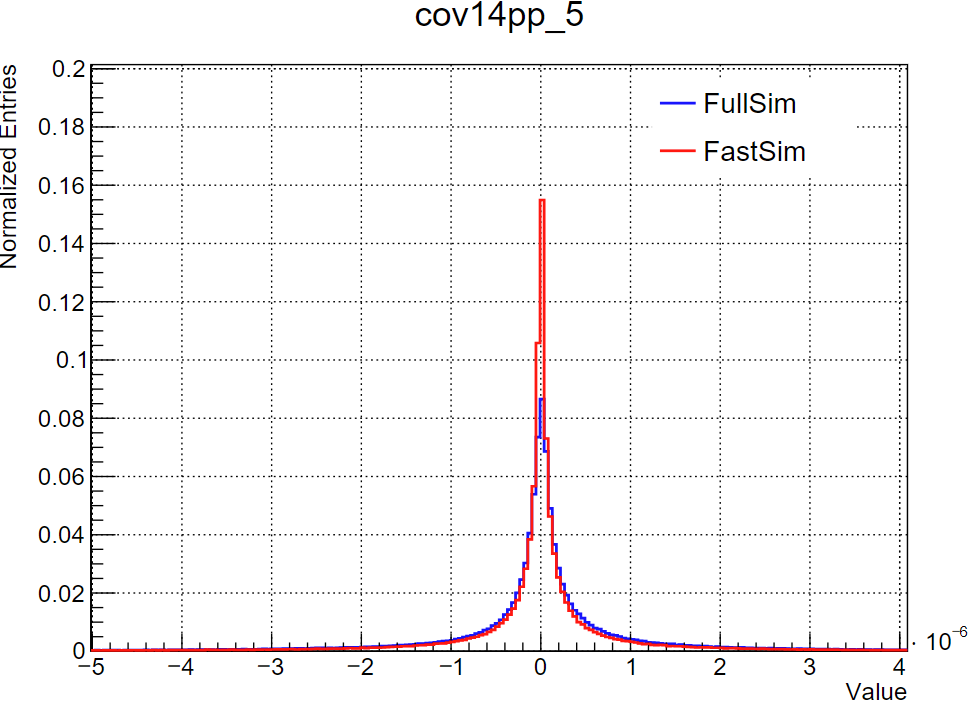 cov14pp_5
Normalized Entries
0.2
0.18
0.16
0.14
0.12
0.1
0.08
0.06
0.04
0.02
0
FullSim
FastSim
−5 −4 −3 −2 −1 0 1 2 3 4
· 10⁻⁶
Value